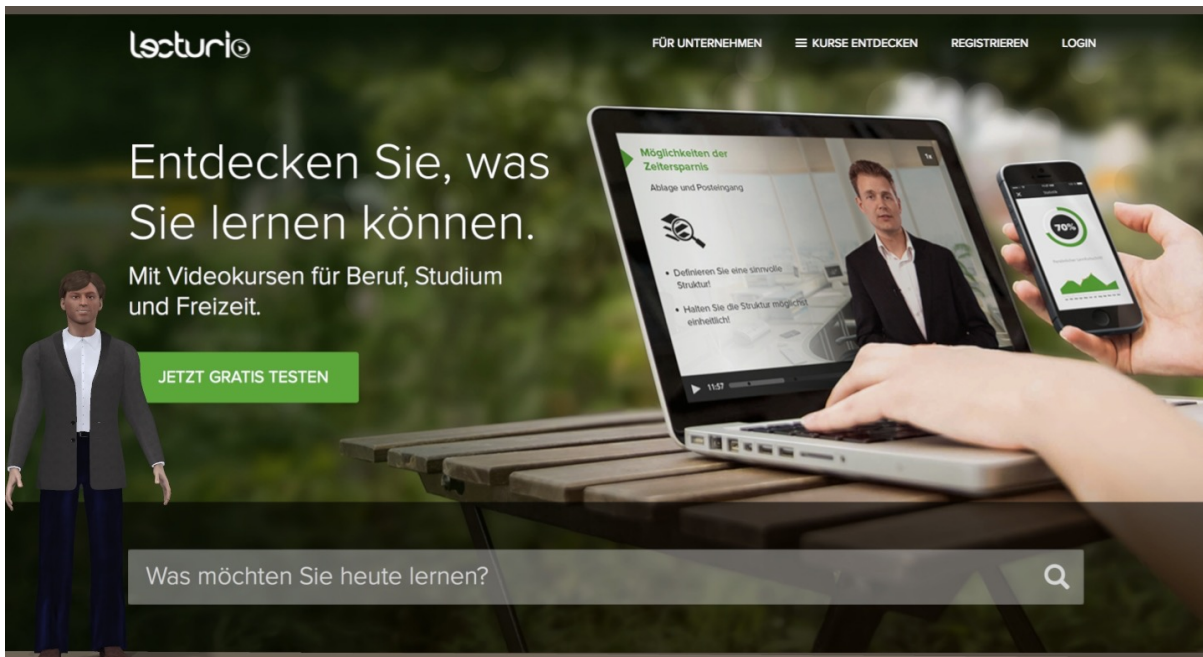 lecturio
FÜR UNTERNEHMEN
KURSE ENTDECKEN
REGISTRIEREN
LOGIN
Entdecken Sie, was
Sie lernen können.
Mit Videokursen für Beruf, Studium
und Freizeit.
JETZT GRATIS TESTEN
Möglichkeiten der
Zeitersparnis
Ablage und Posteingang
• Definieren Sie eine sinnvolle
Struktur!
• Halten Sie die Struktur möglichst
einheitlich!
1x
11:57
70%
Was möchten Sie heute lernen?